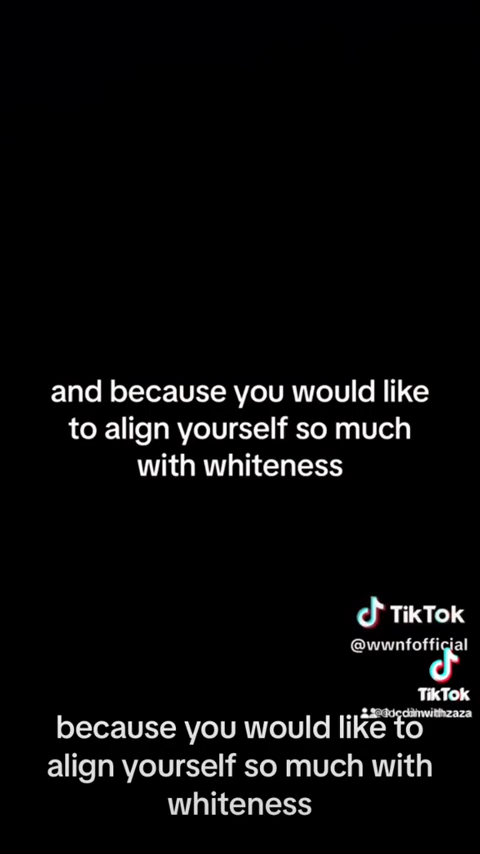 and because you would like
to align yourself so much
with whiteness
TikTok
@wwnfofficial
TikTok
because you would like to
align yourself so much with
whiteness